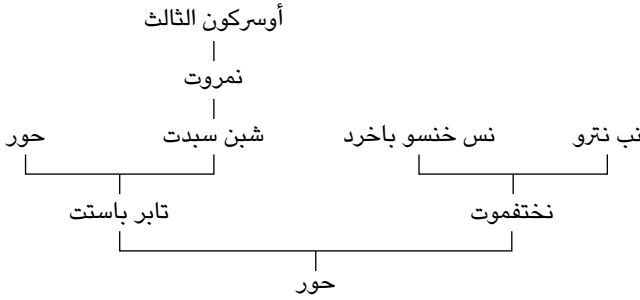 أوسركون الثالث
نمروت
نب نترو نس خنسو باخرد شبن سبدت حور
نختفموت تابر باستت
حور